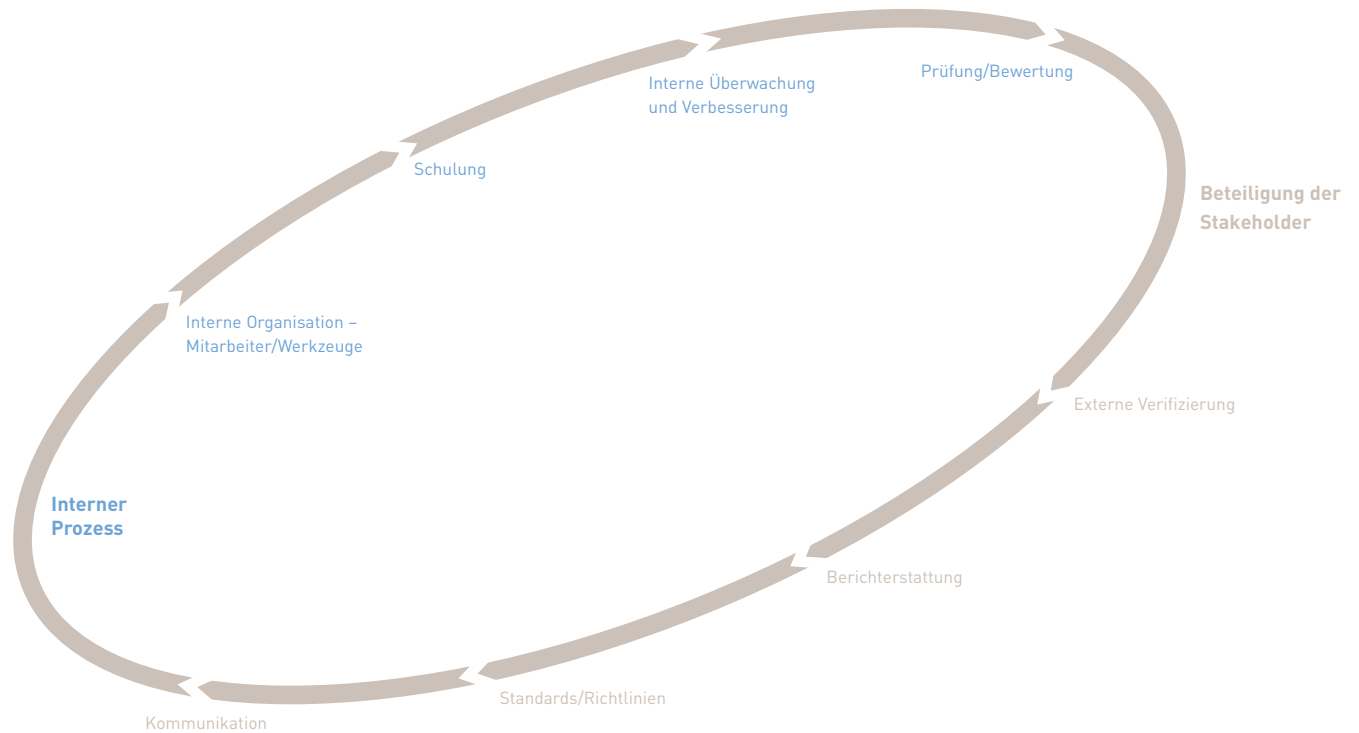 Interne Überwachung
und Verbesserung
Prüfung/Bewertung
Schulung
Beteiligung der
Stakeholder
Interne Organisation –
Mitarbeiter/Werkzeuge
Externe Verifizierung
Interner
Prozess
Berichterstattung
Standards/Richtlinien
Kommunikation